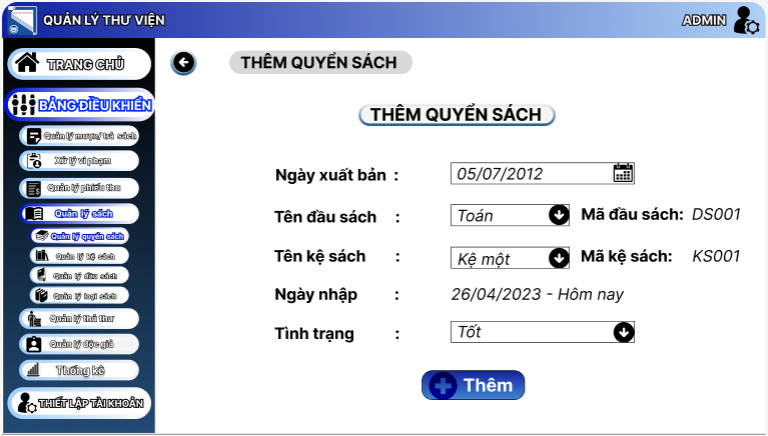 QUẢN LÝ THƯ VIỆN
ADMIN
TRANG CHỦ
BẢNG ĐIỀU KHIỂN
Quản lý mượn/ trả sách
Xử lý vi phạm
Quản lý phiếu thu
Quản lý sách
Quản lý quyển sách
Quản lý kệ sách
Quản lý đầu sách
Quản lý loại sách
Quản lý thủ thư
Quản lý độc giả
Thống kê
THIẾT LẬP TÀI KHOẢN
THÊM QUYỂN SÁCH
THÊM QUYỂN SÁCH
Ngày xuất bản : 05/07/2012
Tên đầu sách : Toán Mã đầu sách: DS001
Tên kệ sách : Kệ một Mã kệ sách: KS001
Ngày nhập : 26/04/2023 - Hôm nay
Tình trạng : Tốt
Thêm